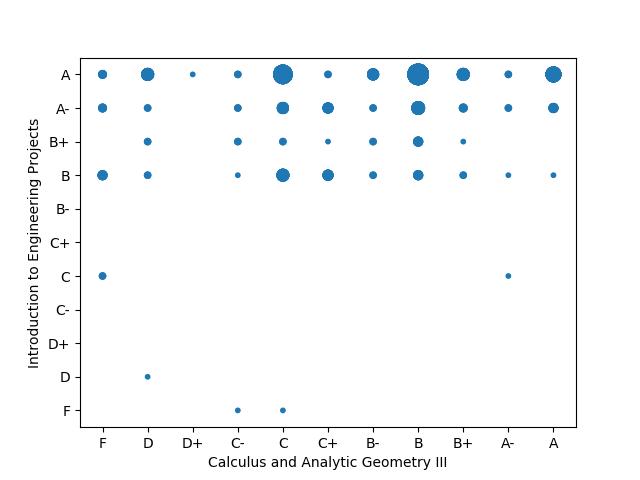 A
A-
B+
B
B-
C+
C
C-
D+
D
F
Introduction to Engineering Projects
F D D+ C- C C+ B- B B+ A- A
Calculus and Analytic Geometry III